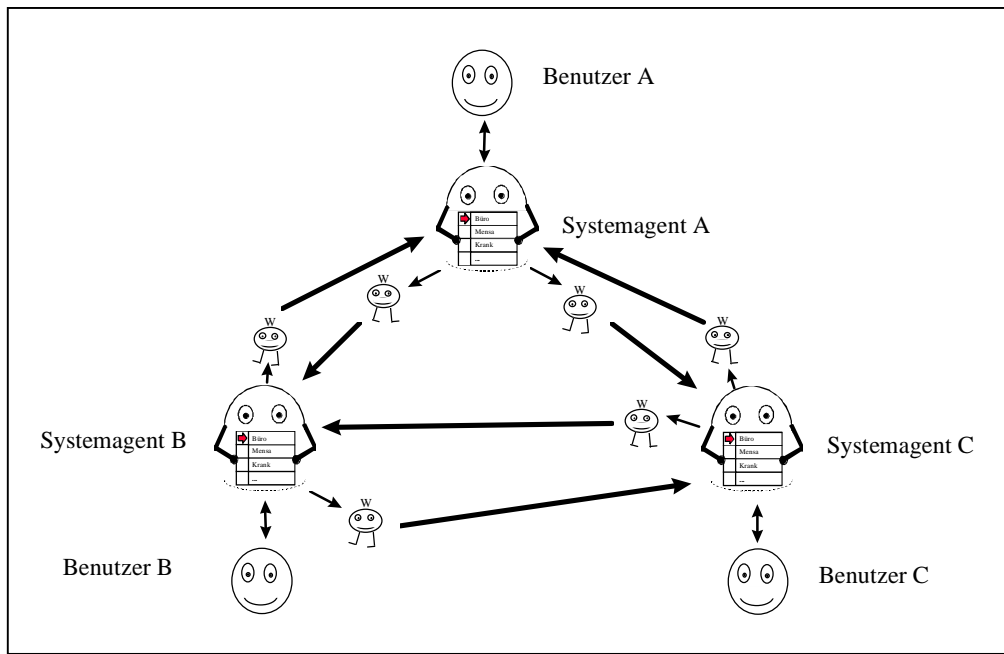 Benutzer A
Systemagent A
Büro
Mensa
Krank
...
W
W
W
W
W
W
Systemagent B
Büro
Mensa
Krank
...
Systemagent C
Büro
Mensa
Krank
...
Benutzer B
Benutzer C